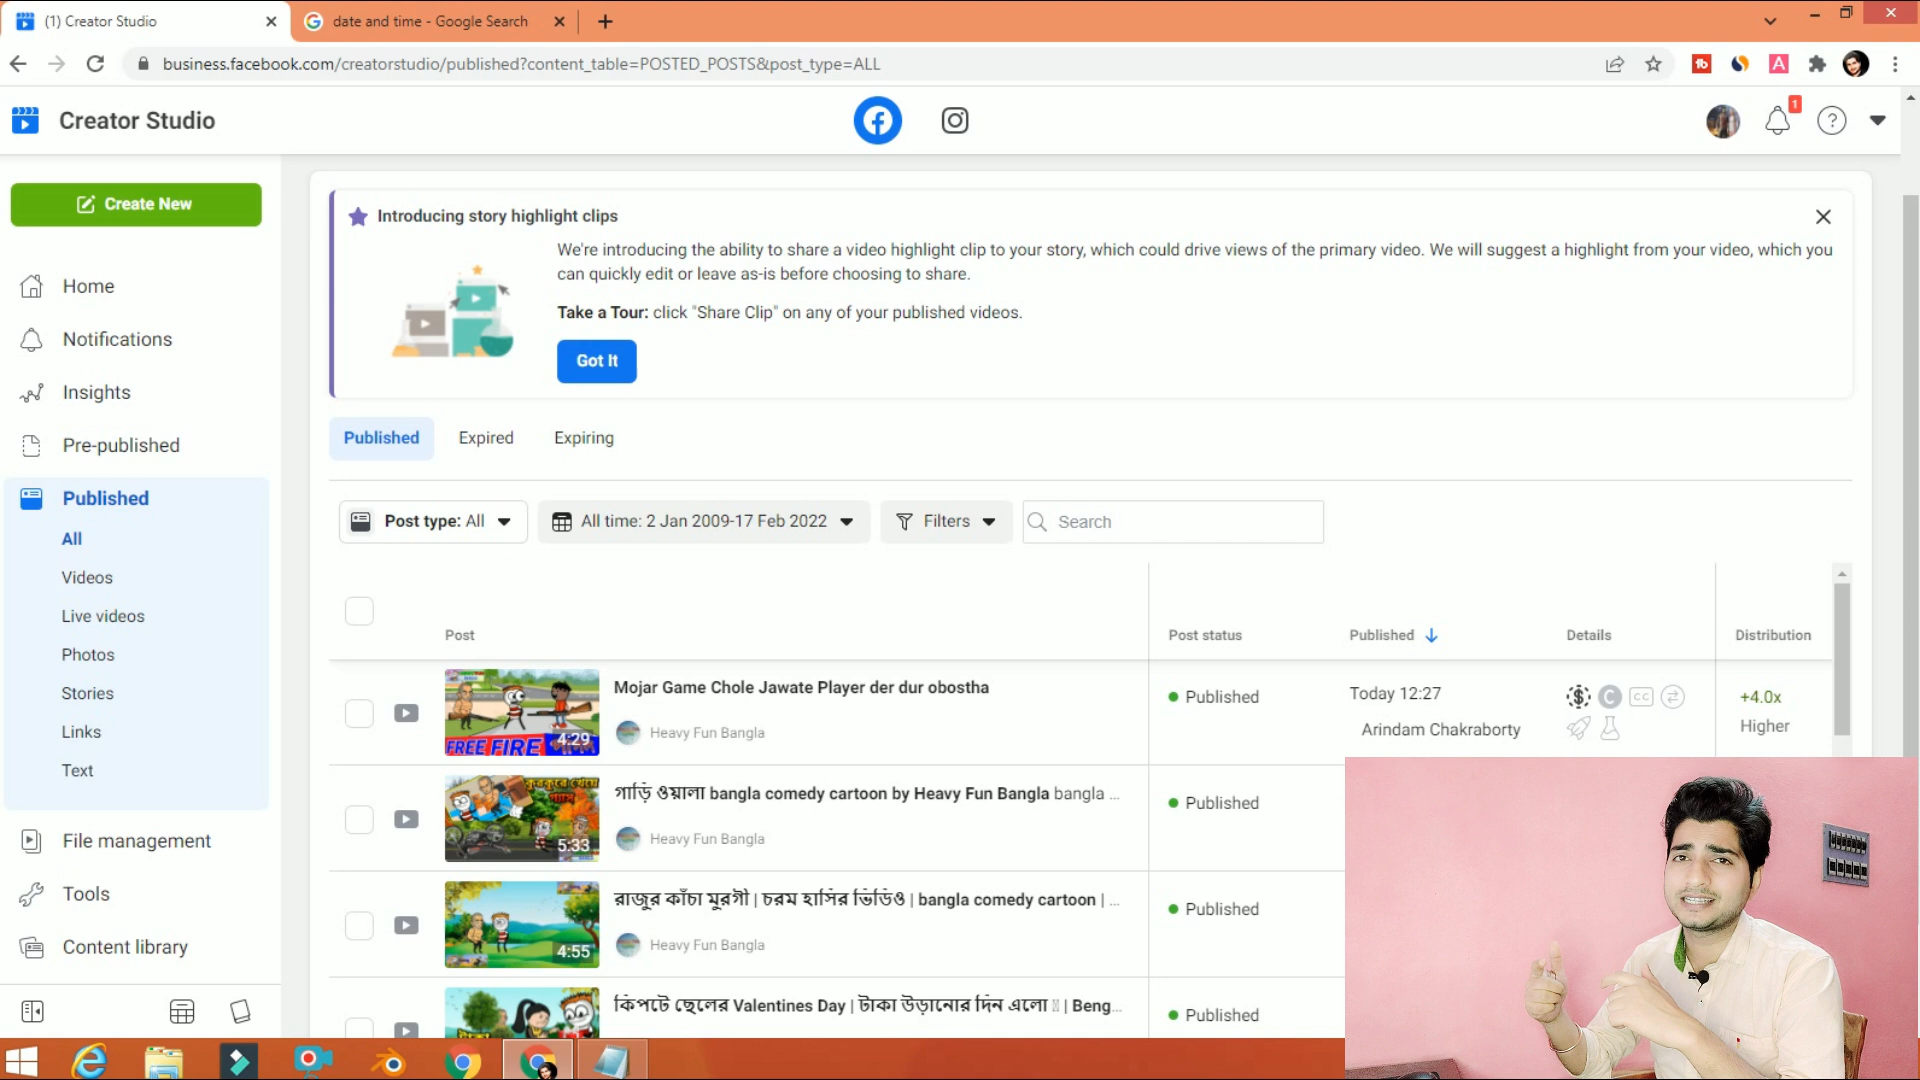 (1) Creator Studio
date and time - Google Search
business.facebook.com/creatorstudio/published?content_table=POSTED_POSTS&post_type=ALL
Creator Studio
1
Create New
Home
Notifications
Insights
Pre-published
Published
All
Videos
Live videos
Photos
Stories
Links
Text
File management
Tools
Content library
Introducing story highlight clips
We're introducing the ability to share a video highlight clip to your story, which could drive views of the primary video. We will suggest a highlight from your video, which you
can quickly edit or leave as-is before choosing to share.
Take a Tour: click "Share Clip" on any of your published videos.
Got It
Published Expired Expiring
Post type: All
All time: 2 Jan 2009-17 Feb 2022
Filters
Search
Post Post status Published Details Distribution
FREE FIRE
4:29
Mojar Game Chole Jawate Player der dur obostha
Heavy Fun Bangla
Published
Today 12:27
Arindam Chakraborty
+4.0x
Higher
5:33
গাড়ি ওয়ালা bangla comedy cartoon by Heavy Fun Bangla bangla ...
Heavy Fun Bangla
Published
4:55
রাজুর কাঁচা মুরগী | চরম হাসির ভিডিও | bangla comedy cartoon | ...
Heavy Fun Bangla
Published
কিপটে ছেলের Valentines Day | টাকা উড়ানোর দিন এলো | Beng...
Published